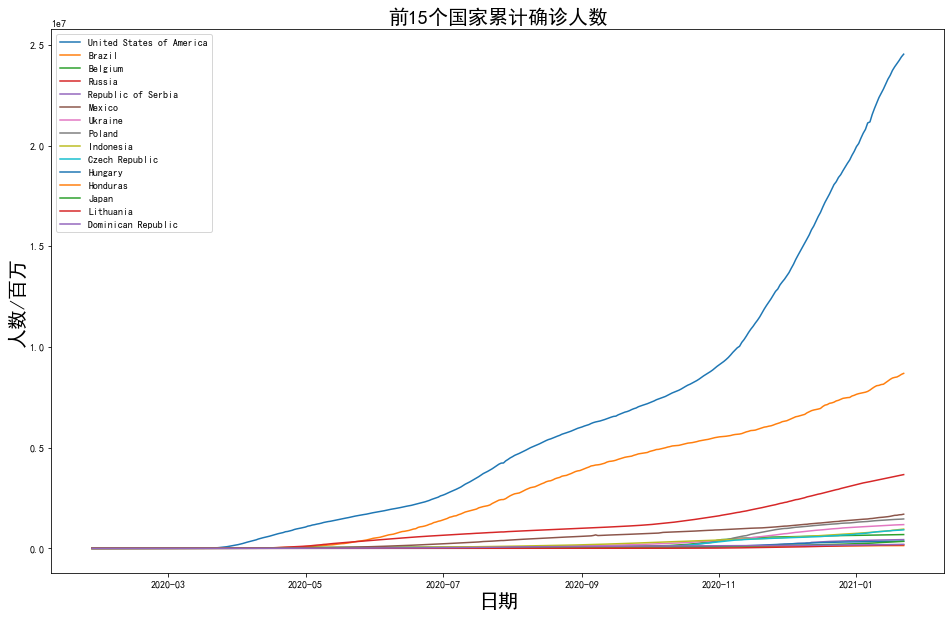 前15个国家累计确诊人数
1e7
United States of America
Brazil
Belgium
Russia
Republic of Serbia
Mexico
Ukraine
Poland
Indonesia
Czech Republic
Hungary
Honduras
Japan
Lithuania
Dominican Republic
2.5
2.0
1.5
1.0
0.5
0.0
人数/百万
2020-03 2020-05 2020-07 2020-09 2020-11 2021-01
日期